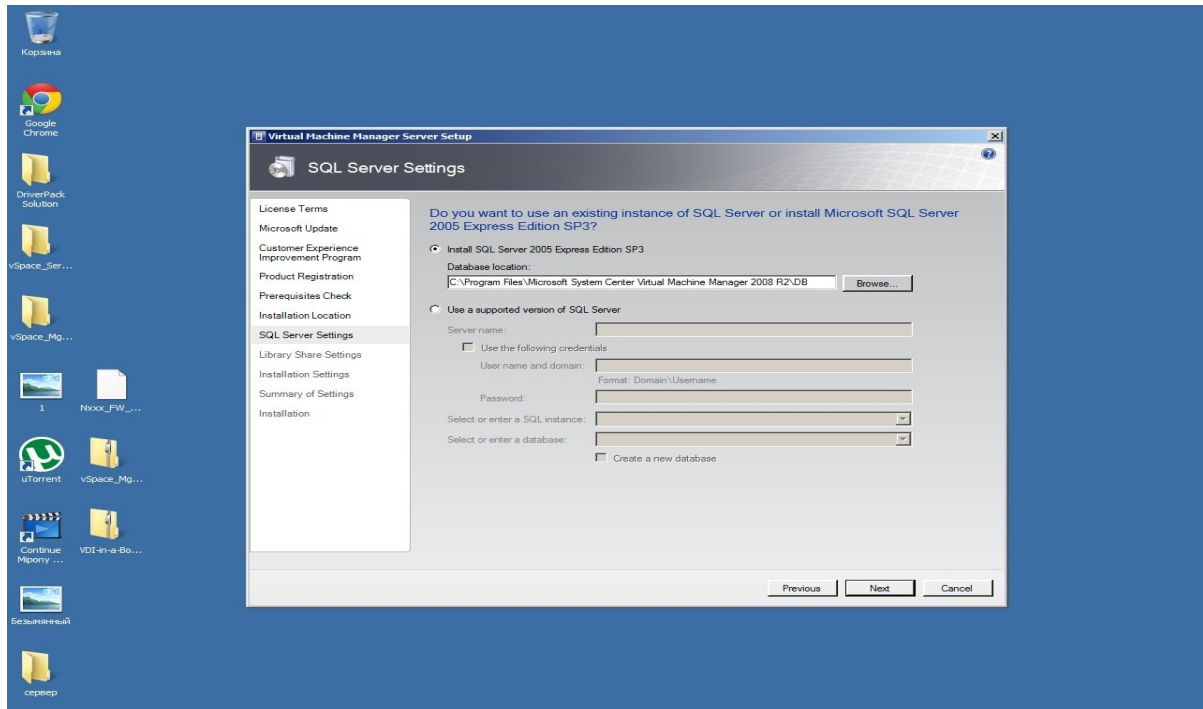 Корзина
Google
Chrome
DriverPack
Solution
vSpace_Ser...
vSpace_Mg...
1
Nxxx_FW_...
uTorrent
vSpace_Mg...
Continue
Mipony ...
VDI-in-a-Bo...
Безымянный
сервер
Virtual Machine Manager Server Setup
SQL Server Settings
License Terms
Microsoft Update
Customer Experience
Improvement Program
Product Registration
Prerequisites Check
Installation Location
SQL Server Settings
Library Share Settings
Installation Settings
Summary of Settings
Installation
Do you want to use an existing instance of SQL Server or install Microsoft SQL Server
2005 Express Edition SP3?
Install SQL Server 2005 Express Edition SP3
Database location:
C:\Program Files\Microsoft System Center Virtual Machine Manager 2008 R2\DB
Browse...
Use a supported version of SQL Server
Server name:
Use the following credentials
User name and domain:
Format: Domain\Username
Password:
Select or enter a SQL instance:
Select or enter a database:
Create a new database
Previous
Next
Cancel